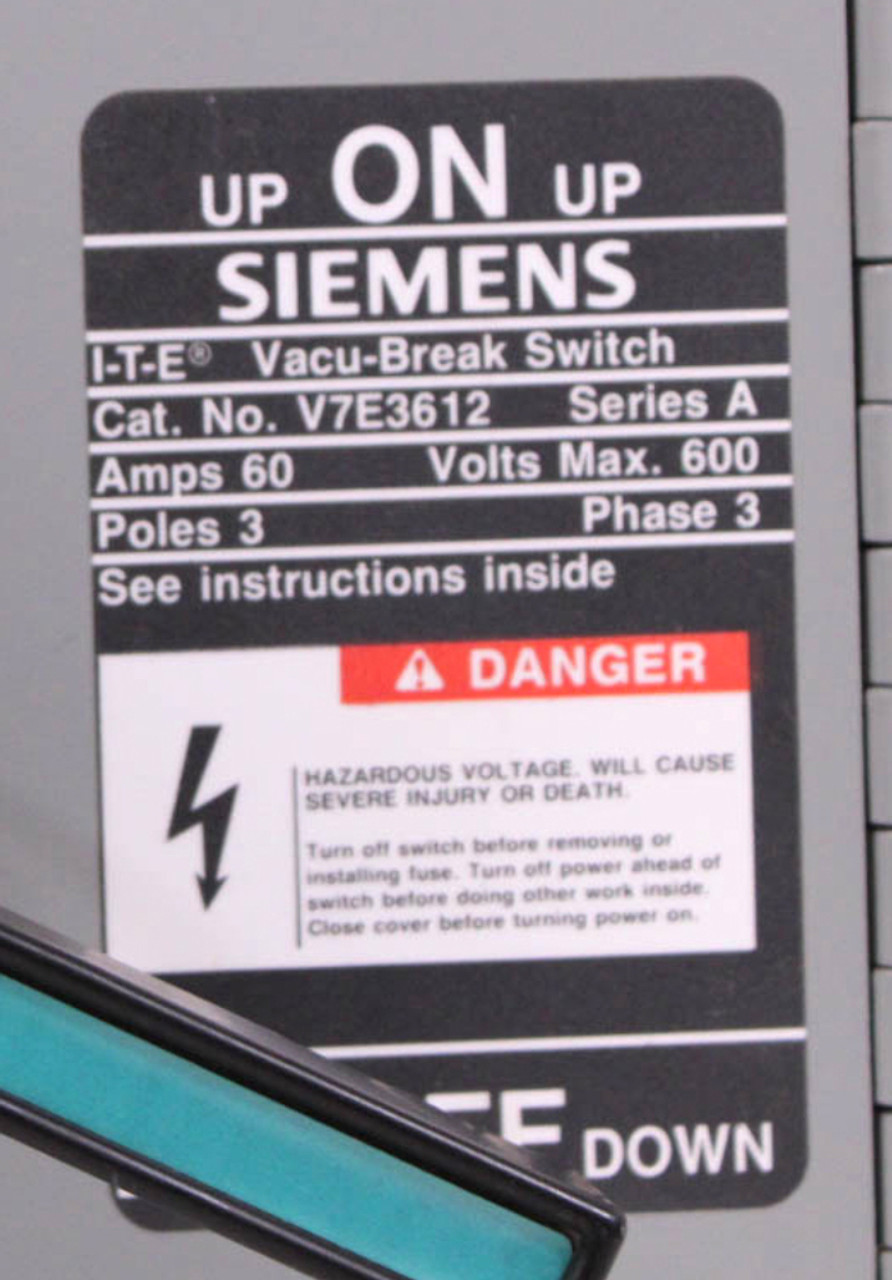 UP ON UP
SIEMENS
I-T-E® Vacu-Break Switch
Cat. No. V7E3612 Series A
Amps 60 Volts Max. 600
Poles 3 Phase 3
See instructions inside
⚠ DANGER
HAZARDOUS VOLTAGE. WILL CAUSE
SEVERE INJURY OR DEATH.
Turn off switch before removing or
installing fuse. Turn off power ahead of
switch before doing other work inside.
Close cover before turning power on.
DOWN